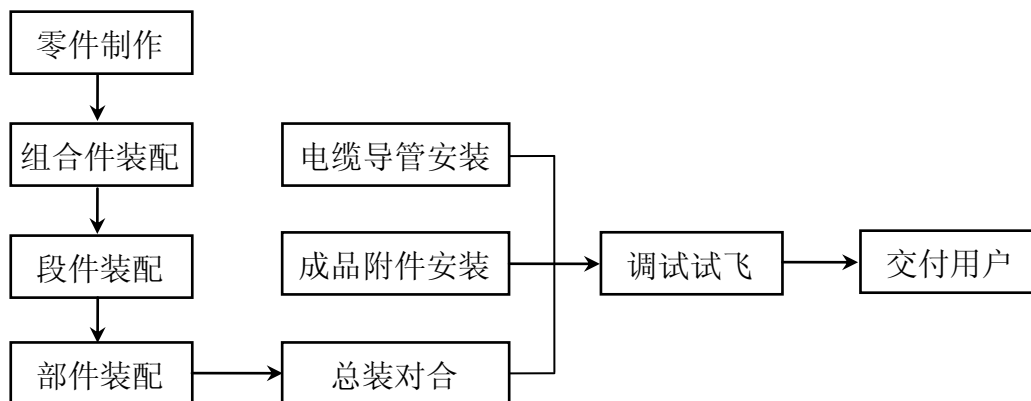 零件制作
组合件装配
电缆导管安装
段件装配
成品附件安装
调试试飞
交付用户
部件装配
总装对合